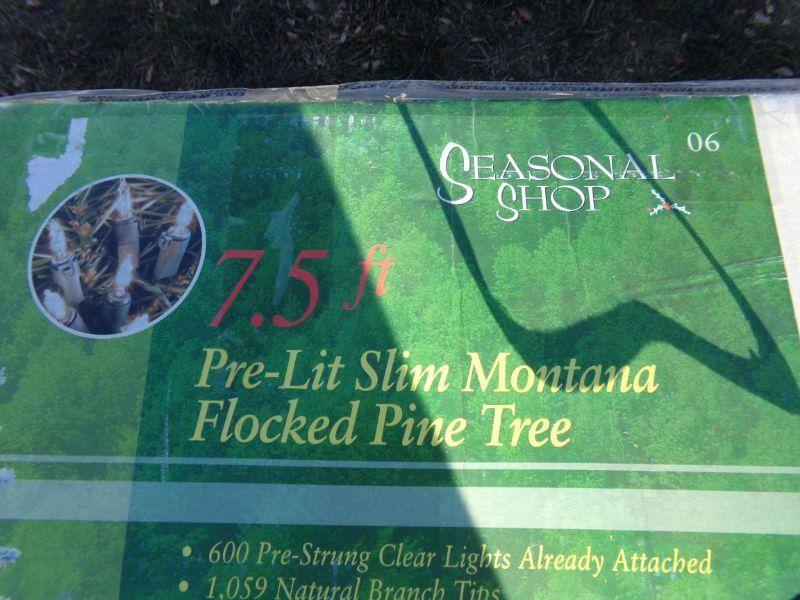 SEASONAL 06
SHOP
7.5 ft
Pre-Lit Slim Montana
Flocked Pine Tree
• 600 Pre-Strung Clear Lights Already Attached
• 1,059 Natural Branch Tips